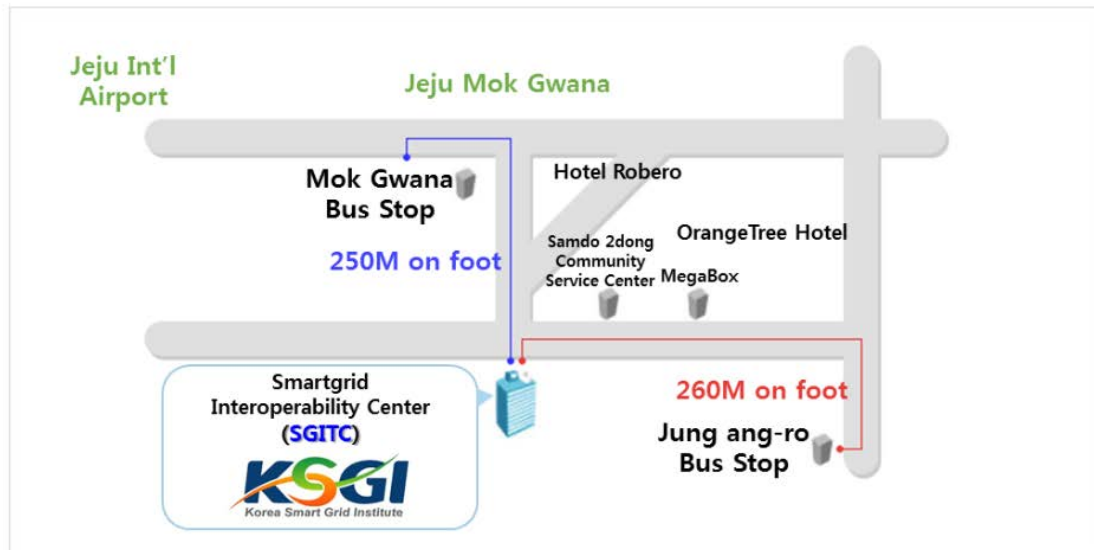 Jeju Int'l
Airport
Jeju Mok Gwana
Mok Gwana
Bus Stop
Hotel Robero
OrangeTree Hotel
250M on foot
Samdo 2dong
Community
Service Center
MegaBox
Smartgrid
Interoperability Center
(SGITC)
KSGI
Korea Smart Grid Institute
260M on foot
Jung ang-ro
Bus Stop